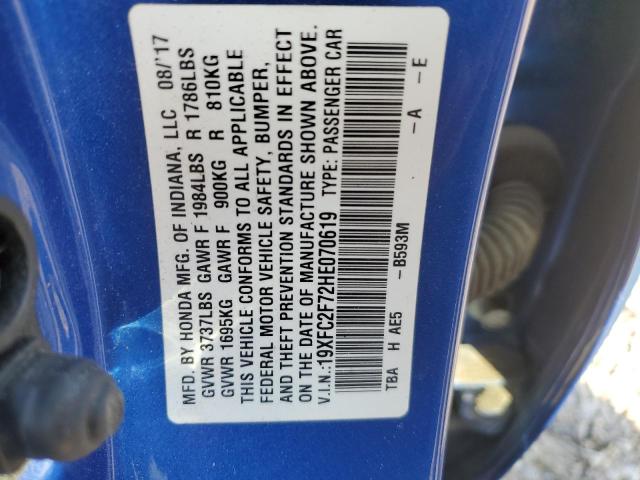 MFD. BY HONDA MFG. OF INDIANA, LLC 08/'17
GVWR 3737LBS GAWR F 1984LBS R 1786LBS
GVWR 1695KG GAWR F 900KG R 810KG
THIS VEHICLE CONFORMS TO ALL APPLICABLE
FEDERAL MOTOR VEHICLE SAFETY, BUMPER,
AND THEFT PREVENTION STANDARDS IN EFFECT
ON THE DATE OF MANUFACTURE SHOWN ABOVE.
V.I.N.:19XFC2F72HE070619 TYPE: PASSENGER CAR
TBA H AE5 –B593M –A –E